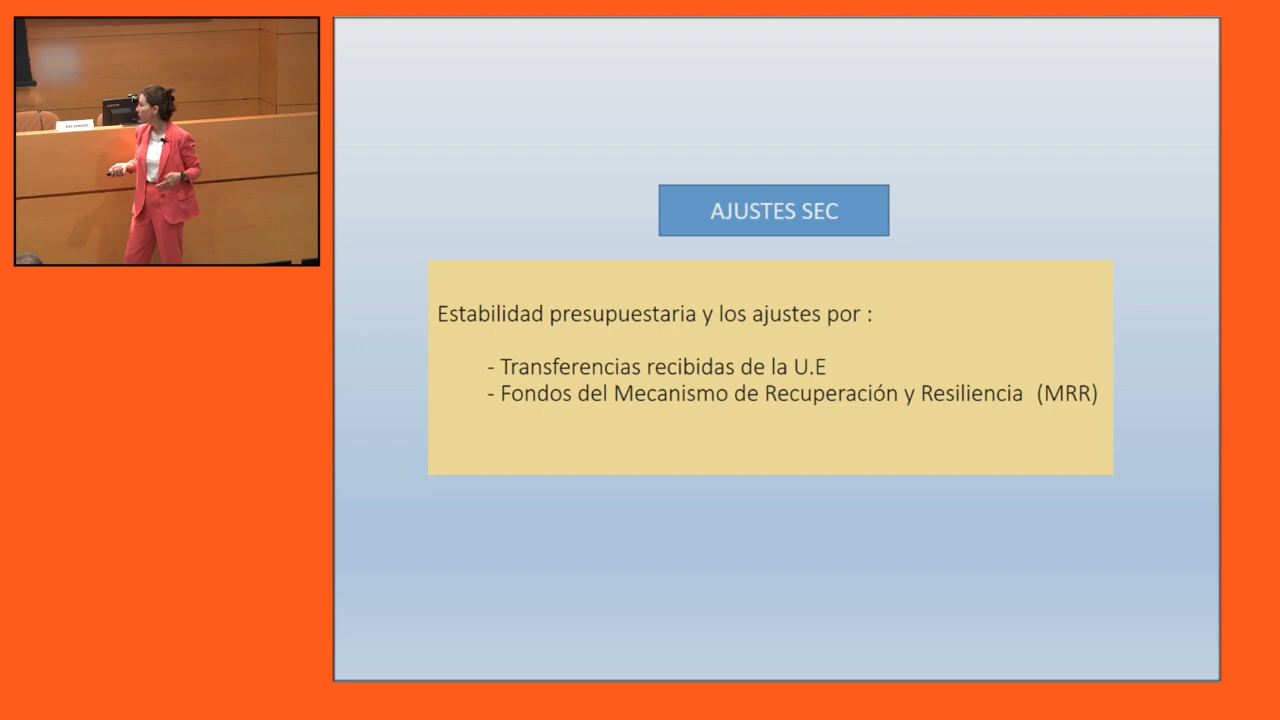 AJUSTES SEC
Estabilidad presupuestaria y los ajustes por :
- Transferencias recibidas de la U.E
- Fondos del Mecanismo de Recuperación y Resiliencia (MRR)